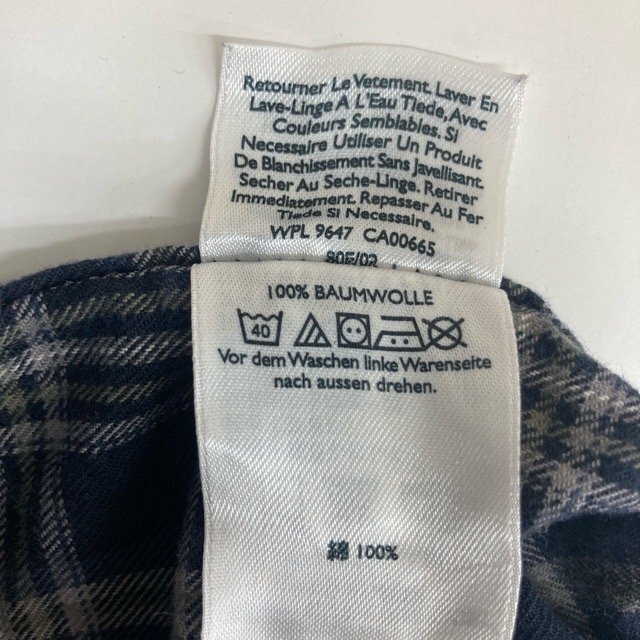 Retourner Le Vetement. Laver En
Lave-Linge A L'Eau Tiede, Avec
Couleurs Semblables. Si
Necessaire Utiliser Un Produit
De Blanchissement Sans Javellisant.
Secher Au Seche-Linge. Retirer
Immediatement. Repasser Au Fer
Tiede Si Necessaire.
WPL 9647 CA00665
80F/02
100% BAUMWOLLE
40
Vor dem Waschen linke Warenseite
nach aussen drehen.
綿 100%